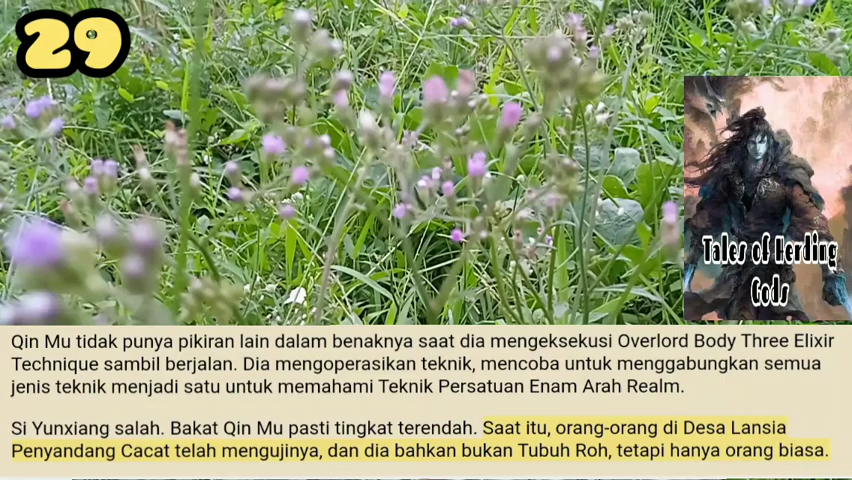 29
Tales of Herding
Gods
Qin Mu tidak punya pikiran lain dalam benaknya saat dia mengeksekusi Overlord Body Three Elixir
Technique sambil berjalan. Dia mengoperasikan teknik, mencoba untuk menggabungkan semua
jenis teknik menjadi satu untuk memahami Teknik Persatuan Enam Arah Realm.
Si Yunxiang salah. Bakat Qin Mu pasti tingkat terendah. Saat itu, orang-orang di Desa Lansia
Penyandang Cacat telah mengujinya, dan dia bahkan bukan Tubuh Roh, tetapi hanya orang biasa.